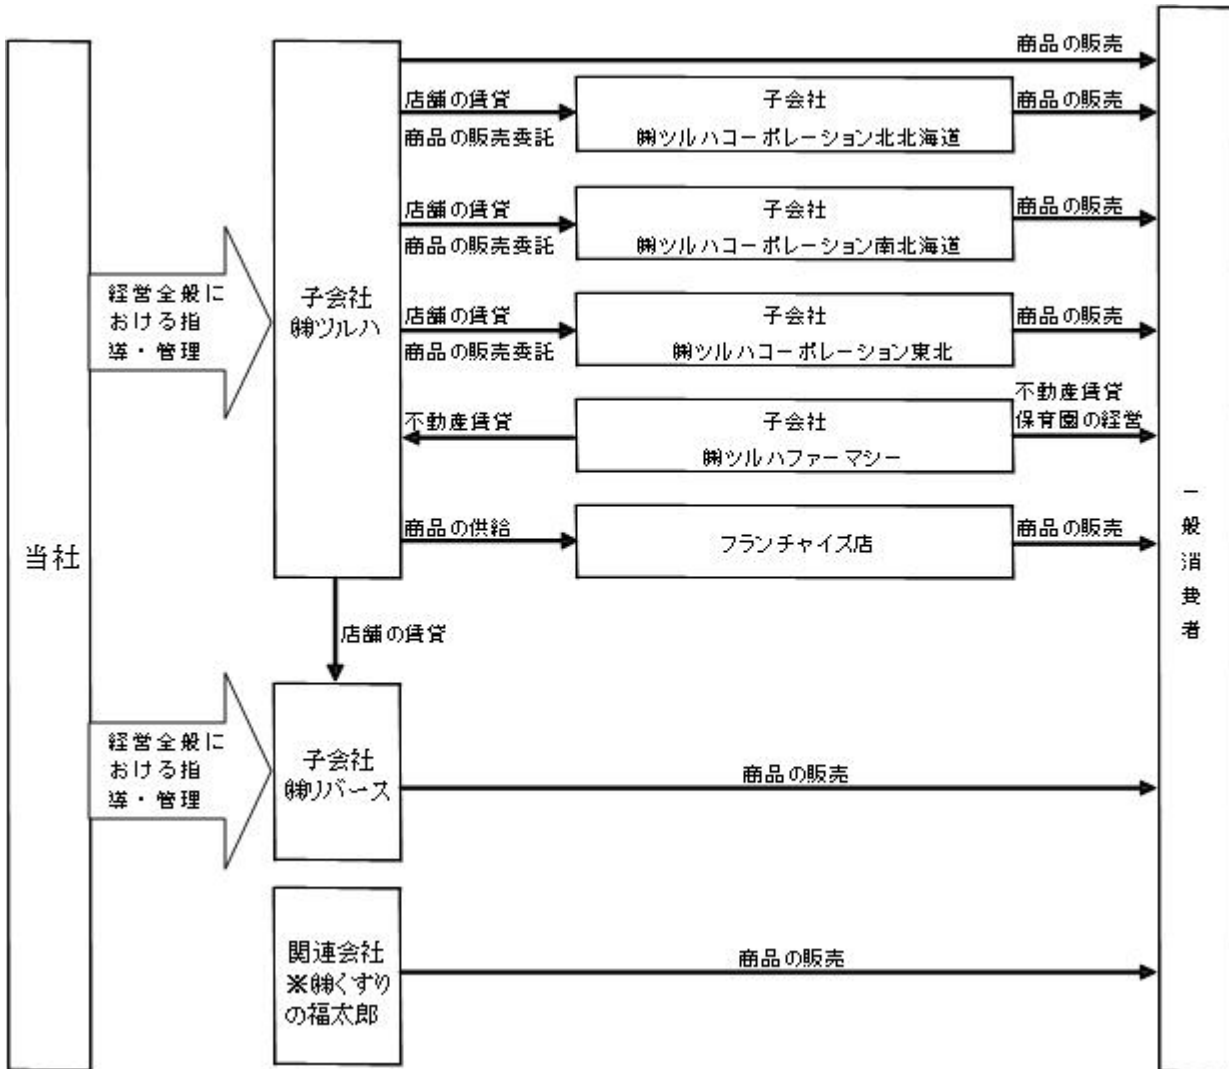 当社
経営全般に
おける指
導・管理
子会社
㈱ツルハ
商品の販売
店舗の賃貸
商品の販売委託
子会社
㈱ツルハコーポレーション北北海道
商品の販売
店舗の賃貸
商品の販売委託
子会社
㈱ツルハコーポレーション南北海道
商品の販売
店舗の賃貸
商品の販売委託
子会社
㈱ツルハコーポレーション東北
商品の販売
不動産賃貸
子会社
㈱ツルハファーマシー
不動産賃貸
保育園の経営
商品の供給
フランチャイズ店
商品の販売
店舗の賃貸
経営全般に
おける指
導・管理
子会社
㈱リバース
商品の販売
関連会社
※㈱くすり
の福太郎
商品の販売
一般消費者